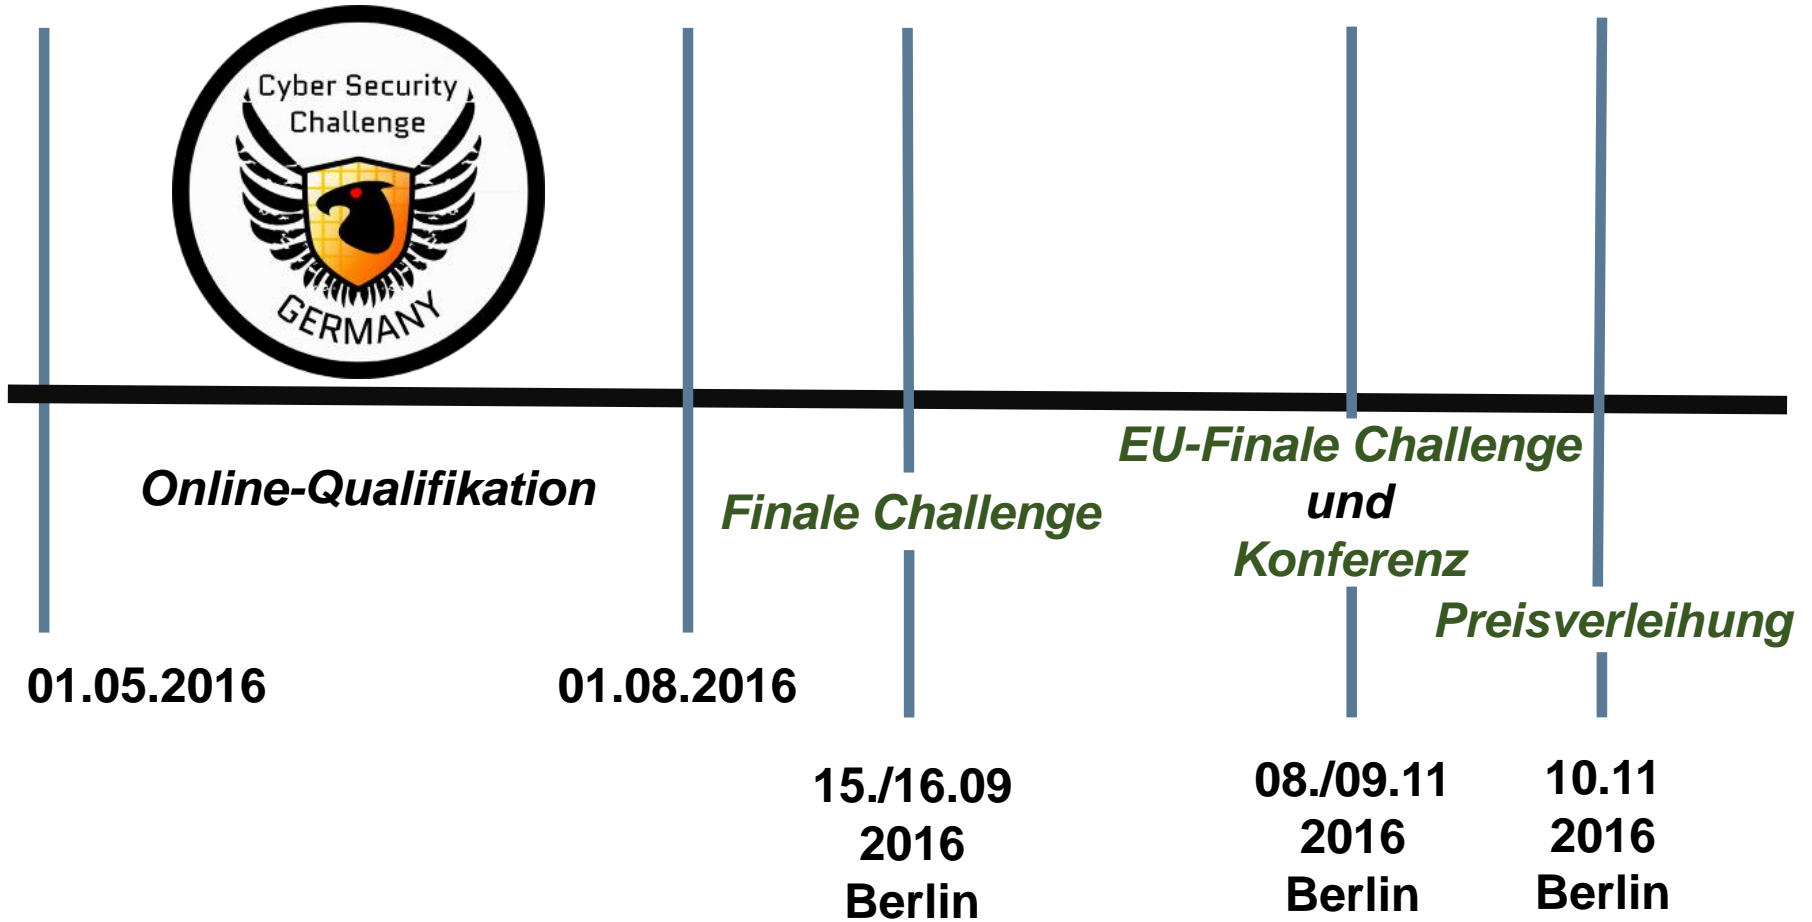 Cyber Security
Challenge
GERMANY
Online-Qualifikation
Finale Challenge
EU-Finale Challenge
und
Konferenz
Preisverleihung
01.05.2016
01.08.2016
15./16.09
2016
Berlin
08./09.11
2016
Berlin
10.11
2016
Berlin